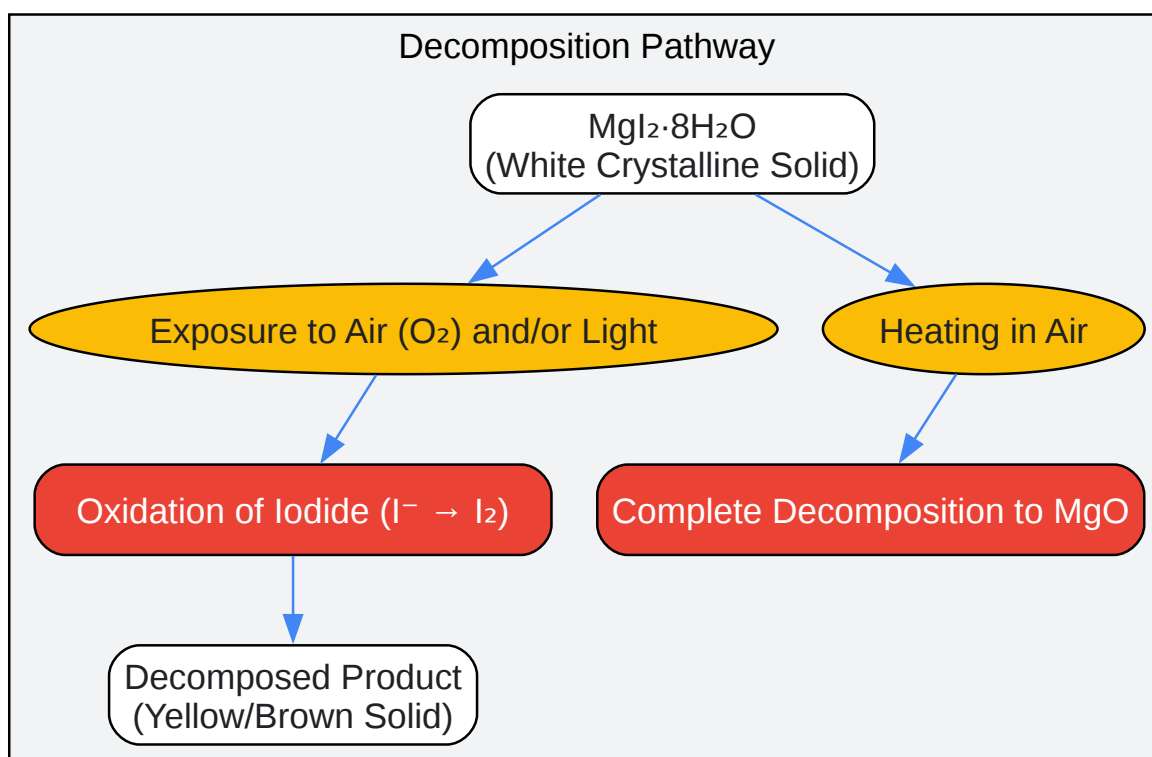 Decomposition Pathway
MgI₂·8H₂O
(White Crystalline Solid)
Exposure to Air (O₂) and/or Light
Heating in Air
Oxidation of Iodide (I⁻ → I₂)
Complete Decomposition to MgO
Decomposed Product
(Yellow/Brown Solid)